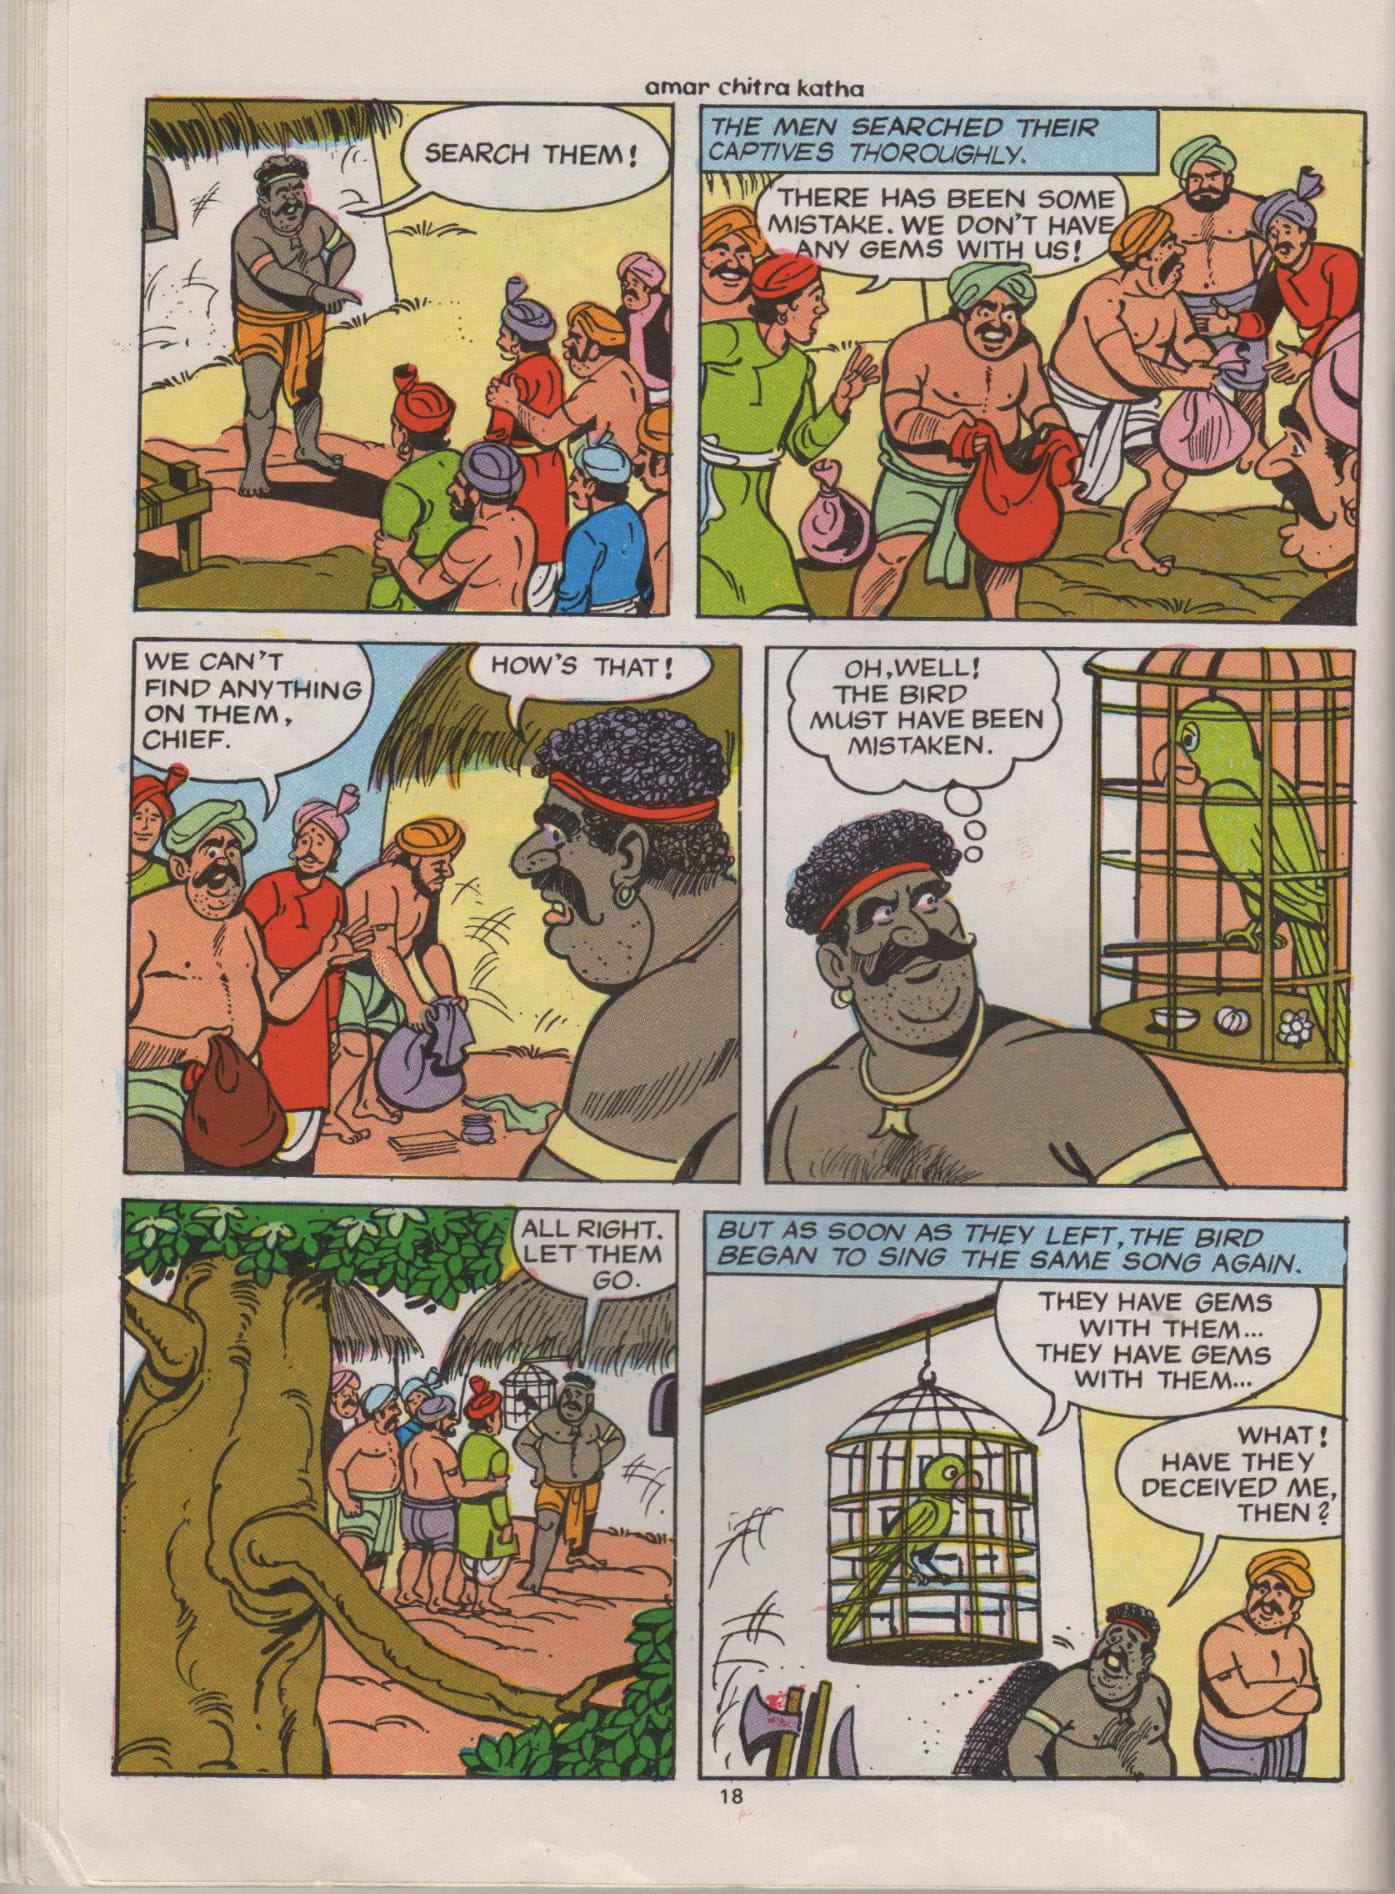 amar chitra katha
SEARCH THEM!
THE MEN SEARCHED THEIR
CAPTIVES THOROUGHLY.
THERE HAS BEEN SOME
MISTAKE. WE DON'T HAVE
ANY GEMS WITH US!
WE CAN'T
FIND ANYTHING
ON THEM,
CHIEF.
HOW'S THAT!
OH, WELL!
THE BIRD
MUST HAVE BEEN
MISTAKEN.
ALL RIGHT.
LET THEM
GO.
BUT AS SOON AS THEY LEFT, THE BIRD
BEGAN TO SING THE SAME SONG AGAIN.
THEY HAVE GEMS
WITH THEM...
THEY HAVE GEMS
WITH THEM...
WHAT!
HAVE THEY
DECEIVED ME,
THEN?
18